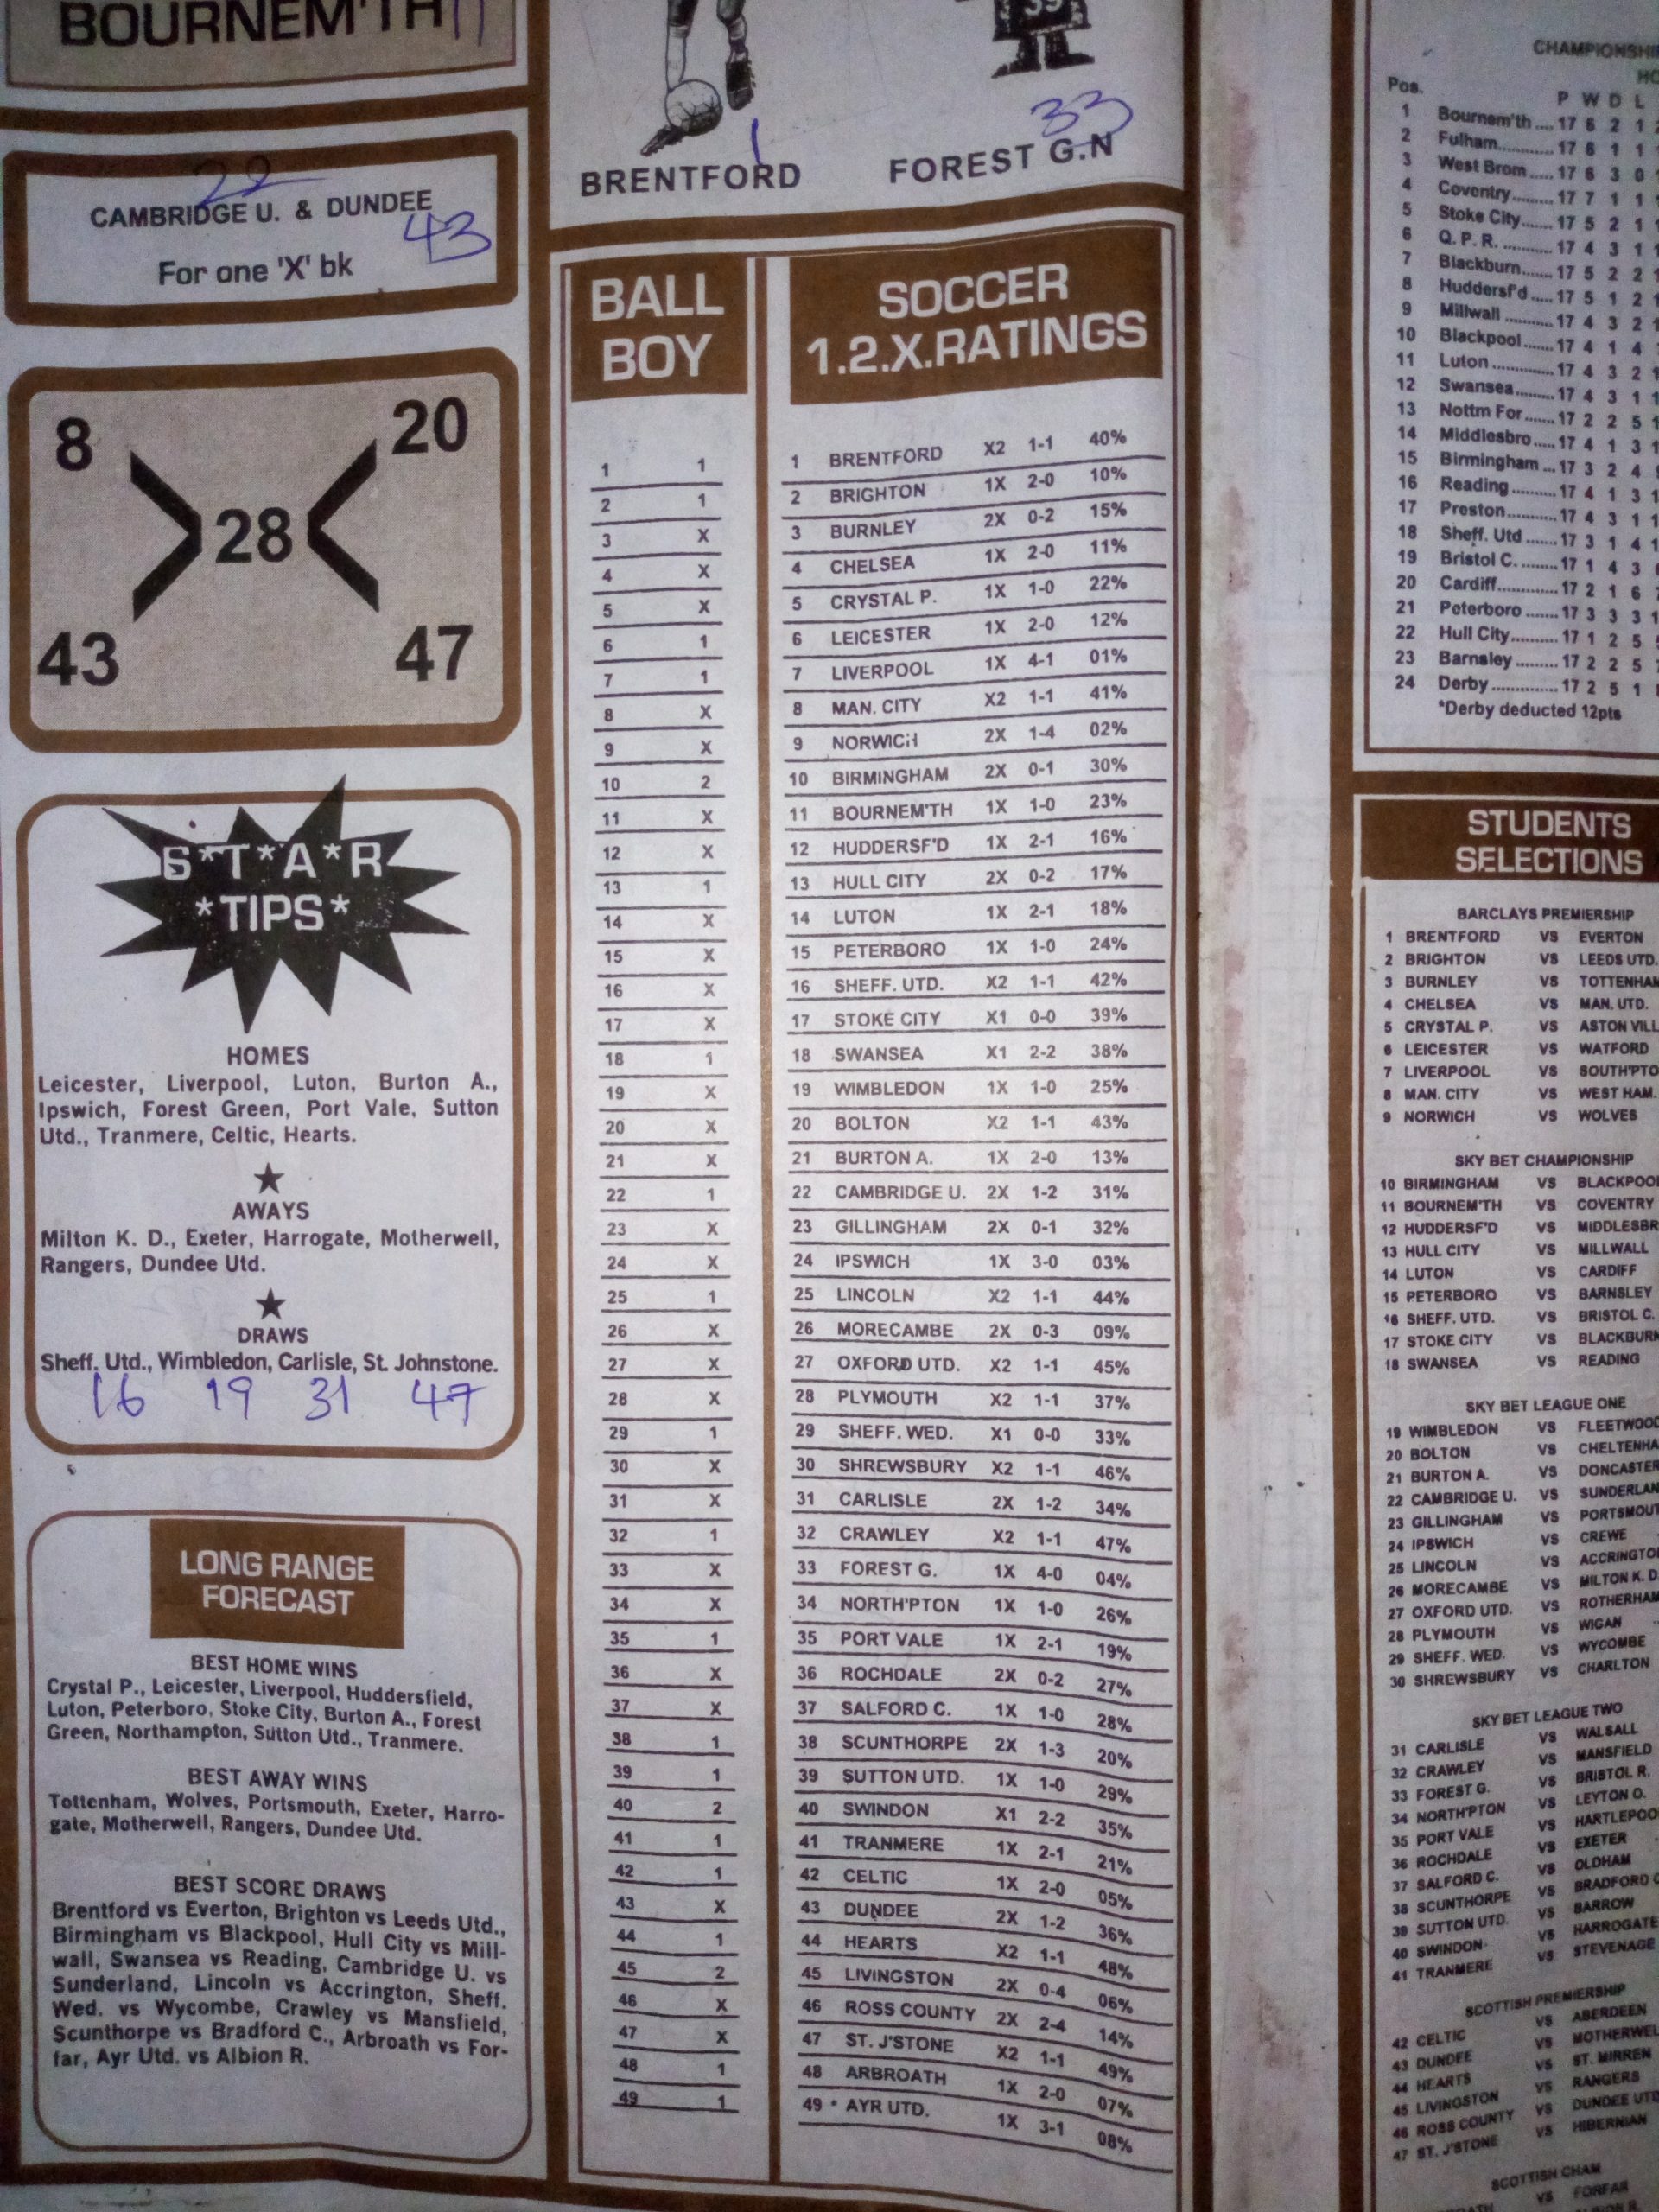 BOURNEM'TH 11
22
CAMBRIDGE U. & DUNDEE
43
For one 'X' bk
8 20
28
43 47
S*T*A*R
*TIPS*
HOMES
Leicester, Liverpool, Luton, Burton A.,
Ipswich, Forest Green, Port Vale, Sutton
Utd., Tranmere, Celtic, Hearts.
AWAYS
Milton K. D., Exeter, Harrogate, Motherwell,
Rangers, Dundee Utd.
DRAWS
Sheff. Utd., Wimbledon, Carlisle, St. Johnstone.
16 19 31 47
LONG RANGE
FORECAST
BEST HOME WINS
Crystal P., Leicester, Liverpool, Huddersfield,
Luton, Peterboro, Stoke City, Burton A., Forest
Green, Northampton, Sutton Utd., Tranmere.
BEST AWAY WINS
Tottenham, Wolves, Portsmouth, Exeter, Harro-
gate, Motherwell, Rangers, Dundee Utd.
BEST SCORE DRAWS
Brentford vs Everton, Brighton vs Leeds Utd.,
Birmingham vs Blackpool, Hull City vs Mill-
wall, Swansea vs Reading, Cambridge U. vs
Sunderland, Lincoln vs Accrington, Sheff.
Wed. vs Wycombe, Crawley vs Mansfield,
Scunthorpe vs Bradford C., Arbroath vs For-
far, Ayr Utd. vs Albion R.
39
1 33
BRENTFORD FOREST G.N
BALL
BOY
1 1
2 1
3 X
4 X
5 X
6 1
7 1
8 X
9 X
10 2
11 X
12 X
13 1
14 X
15 X
16 X
17 X
18 1
19 X
20 X
21 X
22 1
23 X
24 X
25 1
26 X
27 X
28 X
29 1
30 X
31 X
32 1
33 X
34 X
35 1
36 X
37 X
38 1
39 1
40 2
41 1
42 1
43 X
44 1
45 2
46 X
47 X
48 1
49 1
SOCCER
1.2.X.RATINGS
1 BRENTFORD X2 1-1 40%
2 BRIGHTON 1X 2-0 10%
3 BURNLEY 2X 0-2 15%
4 CHELSEA 1X 2-0 11%
5 CRYSTAL P. 1X 1-0 22%
6 LEICESTER 1X 2-0 12%
7 LIVERPOOL 1X 4-1 01%
8 MAN. CITY X2 1-1 41%
9 NORWICH 2X 1-4 02%
10 BIRMINGHAM 2X 0-1 30%
11 BOURNEM'TH 1X 1-0 23%
12 HUDDERSF'D 1X 2-1 16%
13 HULL CITY 2X 0-2 17%
14 LUTON 1X 2-1 18%
15 PETERBORO 1X 1-0 24%
16 SHEFF. UTD. X2 1-1 42%
17 STOKE CITY X1 0-0 39%
18 SWANSEA X1 2-2 38%
19 WIMBLEDON 1X 1-0 25%
20 BOLTON X2 1-1 43%
21 BURTON A. 1X 2-0 13%
22 CAMBRIDGE U. 2X 1-2 31%
23 GILLINGHAM 2X 0-1 32%
24 IPSWICH 1X 3-0 03%
25 LINCOLN X2 1-1 44%
26 MORECAMBE 2X 0-3 09%
27 OXFORD UTD. X2 1-1 45%
28 PLYMOUTH X2 1-1 37%
29 SHEFF. WED. X1 0-0 33%
30 SHREWSBURY X2 1-1 46%
31 CARLISLE 2X 1-2 34%
32 CRAWLEY X2 1-1 47%
33 FOREST G. 1X 4-0 04%
34 NORTH'PTON 1X 1-0 26%
35 PORT VALE 1X 2-1 19%
36 ROCHDALE 2X 0-2 27%
37 SALFORD C. 1X 1-0 28%
38 SCUNTHORPE 2X 1-3 20%
39 SUTTON UTD. 1X 1-0 29%
40 SWINDON X1 2-2 35%
41 TRANMERE 1X 2-1 21%
42 CELTIC 1X 2-0 05%
43 DUNDEE 2X 1-2 36%
44 HEARTS X2 1-1 48%
45 LIVINGSTON 2X 0-4 06%
46 ROSS COUNTY 2X 2-4 14%
47 ST. J'STONE X2 1-1 49%
48 ARBROATH 1X 2-0 07%
49 * AYR UTD. 1X 3-1 08%
CHAMPIONSHI
HO
Pos. P W D L
1 Bournem'th .... 17 6 2 1
2 Fulham........... 17 6 1 1
3 West Brom ..... 17 6 3 0
4 Coventry......... 17 7 1 1
5 Stoke City....... 17 5 2 1
6 Q. P. R. .......... 17 4 3 1
7 Blackburn...... 17 5 2 2
8 Huddersf'd ..... 17 5 1 2
9 Millwall .......... 17 4 3 2
10 Blackpool ...... 17 4 1 4
11 Luton ............. 17 4 3 2
12 Swansea......... 17 4 3 1
13 Nottm For....... 17 2 2 5
14 Middlesbro ..... 17 4 1 3
15 Birmingham ... 17 3 2 4
16 Reading .......... 17 4 1 3
17 Preston........... 17 4 3 1
18 Sheff. Utd ....... 17 3 1 4
19 Bristol C. ........ 17 1 4 3
20 Cardiff............. 17 2 1 6
21 Peterboro ....... 17 3 3 3
22 Hull City.......... 17 1 2 5
23 Barnsley ......... 17 2 2 5
24 Derby .............. 17 2 5 1
*Derby deducted 12pts
STUDENTS
SELECTIONS
BARCLAYS PREMIERSHIP
1 BRENTFORD VS EVERTON
2 BRIGHTON VS LEEDS UTD.
3 BURNLEY VS TOTTENHAM
4 CHELSEA VS MAN. UTD.
5 CRYSTAL P. VS ASTON VILL
6 LEICESTER VS WATFORD
7 LIVERPOOL VS SOUTH'PTO
8 MAN. CITY VS WEST HAM.
9 NORWICH VS WOLVES
SKY BET CHAMPIONSHIP
10 BIRMINGHAM VS BLACKPOOL
11 BOURNEM'TH VS COVENTRY
12 HUDDERSF'D VS MIDDLESBR
13 HULL CITY VS MILLWALL
14 LUTON VS CARDIFF
15 PETERBORO VS BARNSLEY
16 SHEFF. UTD. VS BRISTOL C.
17 STOKE CITY VS BLACKBURN
18 SWANSEA VS READING
SKY BET LEAGUE ONE
19 WIMBLEDON VS FLEETWOOD
20 BOLTON VS CHELTENHA
21 BURTON A. VS DONCASTER
22 CAMBRIDGE U. VS SUNDERLAN
23 GILLINGHAM VS PORTSMOUT
24 IPSWICH VS CREWE
25 LINCOLN VS ACCRINGTO
26 MORECAMBE VS MILTON K. D
27 OXFORD UTD. VS ROTHERHAM
28 PLYMOUTH VS WIGAN
29 SHEFF. WED. VS WYCOMBE
30 SHREWSBURY VS CHARLTON
SKY BET LEAGUE TWO
31 CARLISLE VS WALSALL
32 CRAWLEY VS MANSFIELD
33 FOREST G. VS BRISTOL R.
34 NORTH'PTON VS LEYTON O.
35 PORT VALE VS HARTLEPOO
36 ROCHDALE VS EXETER
37 SALFORD C. VS OLDHAM
38 SCUNTHORPE VS BRADFORD C
39 SUTTON UTD. VS BARROW
40 SWINDON VS HARROGATE
41 TRANMERE VS STEVENAGE
SCOTTISH PREMIERSHIP
42 CELTIC VS ABERDEEN
43 DUNDEE VS MOTHERWEL
44 HEARTS VS ST. MIRREN
45 LIVINGSTON VS RANGERS
46 ROSS COUNTY VS DUNDEE UTD
47 ST. J'STONE VS HIBERNIAN
SCOTTISH CHAM
VS FORFAR